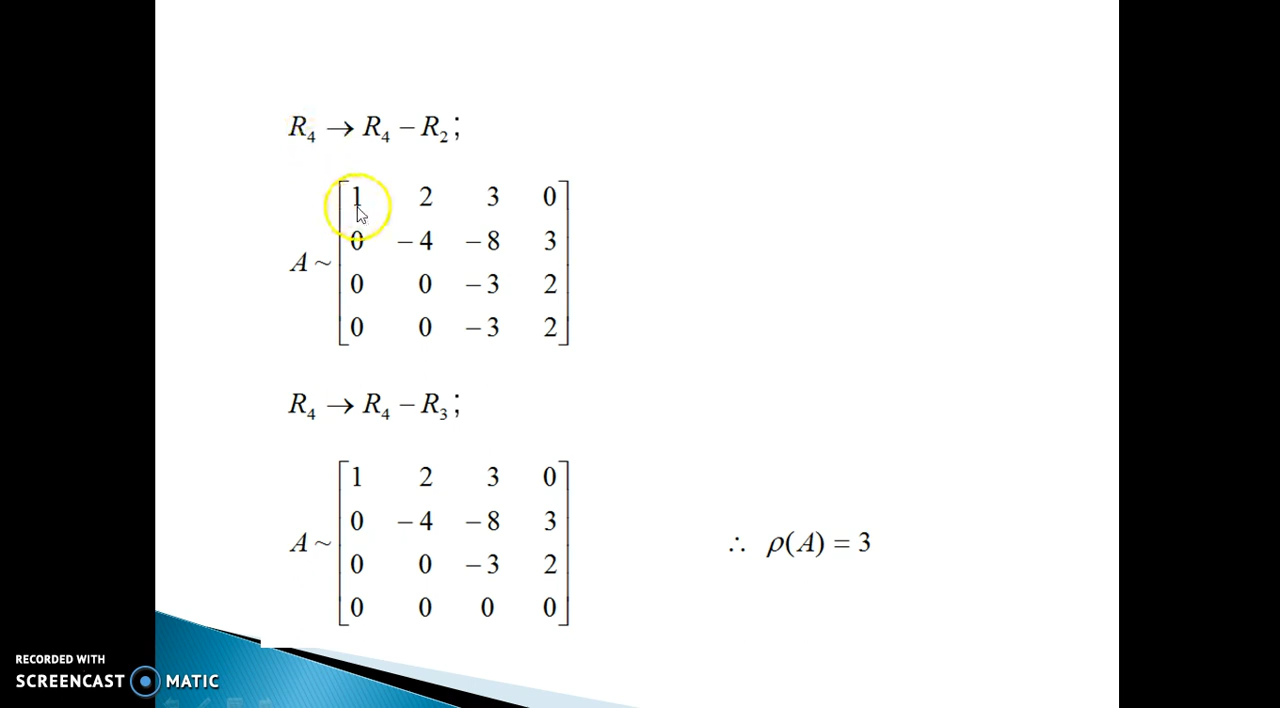 R₄ → R₄ − R₂ ;
A ~
1 2 3 0
0 −4 −8 3
0 0 −3 2
0 0 −3 2
R₄ → R₄ − R₃ ;
A ~
1 2 3 0
0 −4 −8 3
0 0 −3 2
0 0 0 0
∴ ρ(A) = 3
RECORDED WITH
SCREENCAST MATIC